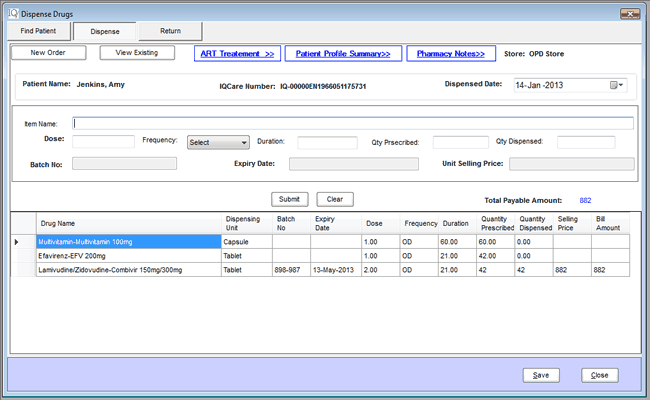 Dispense Drugs
Find Patient Dispense Return
New Order View Existing ART Treatement >> Patient Profile Summary>> Pharmacy Notes>> Store: OPD Store
Patient Name: Jenkins, Amy IQCare Number: IQ-00000EN1966051175731 Dispensed Date: 14-Jan -2013
Item Name:
Dose: Frequency: Select Duration: Qty Prscribed: Qty Dispensed:
Batch No: Expiry Date: Unit Selling Price:
Submit Clear Total Payable Amount: 882
Drug Name Dispensing Unit Batch No Expiry Date Dose Frequency Duration Quantity Prescribed Quantity Dispensed Selling Price Bill Amount
Multivitamin-Multivitamin 100mg Capsule 1.00 OD 60.00 60.00 0.00
Efavirenz-EFV 200mg Tablet 1.00 OD 21.00 42.00 0.00
Lamivudine/Zidovudine-Combivir 150mg/300mg Tablet 898-987 13-May-2013 2.00 OD 21.00 42 42 882 882
Save Close